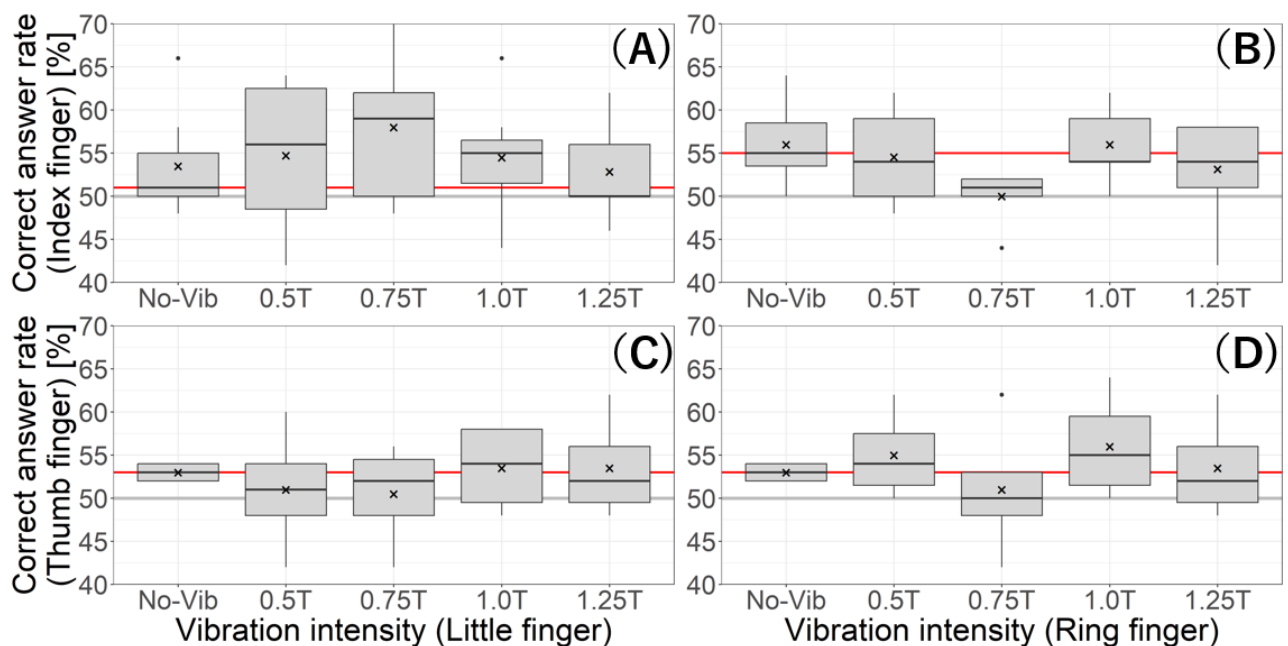 Correct answer rate
(Index finger) [%]
70
65
60
55
50
45
40
(A)
No-Vib 0.5T 0.75T 1.0T 1.25T
70
65
60
55
50
45
40
(B)
No-Vib 0.5T 0.75T 1.0T 1.25T
Correct answer rate
(Thumb finger) [%]
70
65
60
55
50
45
40
(C)
No-Vib 0.5T 0.75T 1.0T 1.25T
Vibration intensity (Little finger)
70
65
60
55
50
45
40
(D)
No-Vib 0.5T 0.75T 1.0T 1.25T
Vibration intensity (Ring finger)